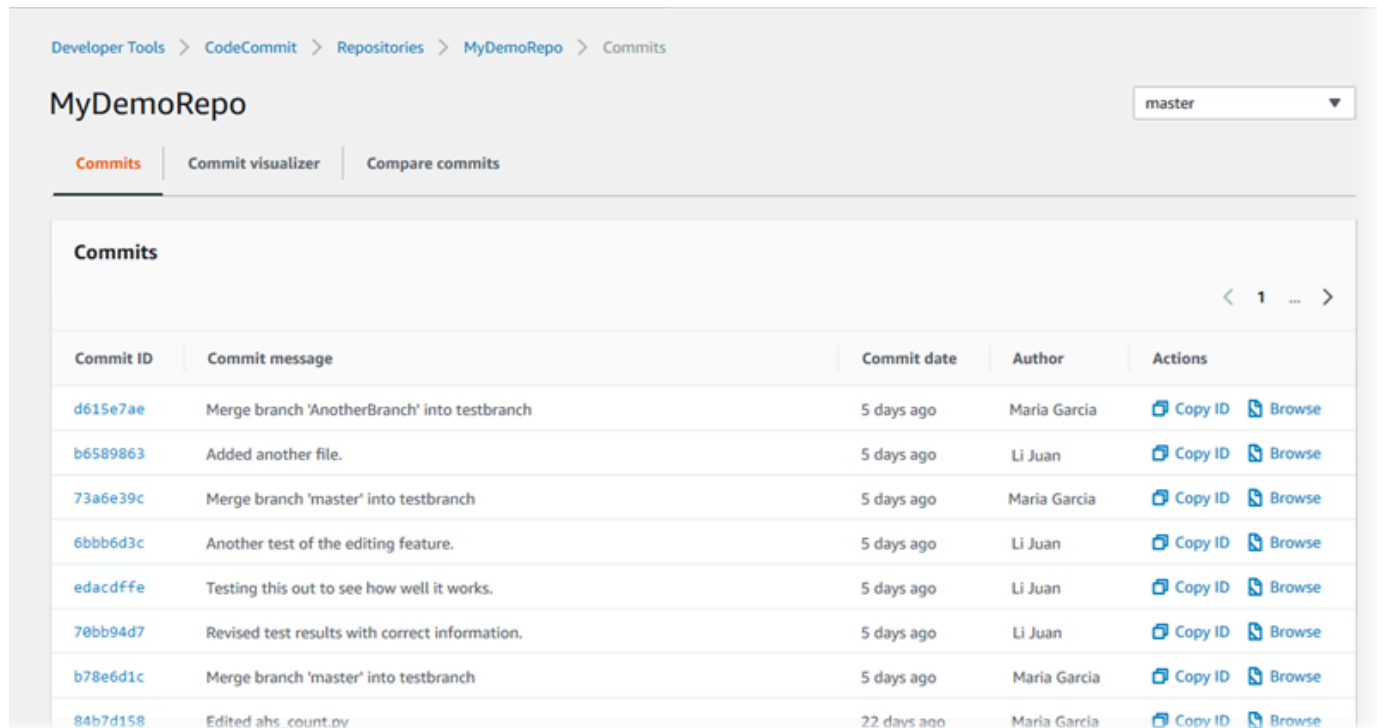 Developer Tools > CodeCommit > Repositories > MyDemoRepo > Commits
MyDemoRepo
master
Commits Commit visualizer Compare commits
Commits
< 1 ... >
Commit ID Commit message Commit date Author Actions
d615e7ae Merge branch 'AnotherBranch' into testbranch 5 days ago Maria Garcia Copy ID Browse
b6589863 Added another file. 5 days ago Li Juan Copy ID Browse
73a6e39c Merge branch 'master' into testbranch 5 days ago Maria Garcia Copy ID Browse
6bbb6d3c Another test of the editing feature. 5 days ago Li Juan Copy ID Browse
edacdffe Testing this out to see how well it works. 5 days ago Li Juan Copy ID Browse
70bb94d7 Revised test results with correct information. 5 days ago Li Juan Copy ID Browse
b78e6d1c Merge branch 'master' into testbranch 5 days ago Maria Garcia Copy ID Browse
84b7d158 Edited ahs_count.py 22 days ago Maria Garcia Copy ID Browse